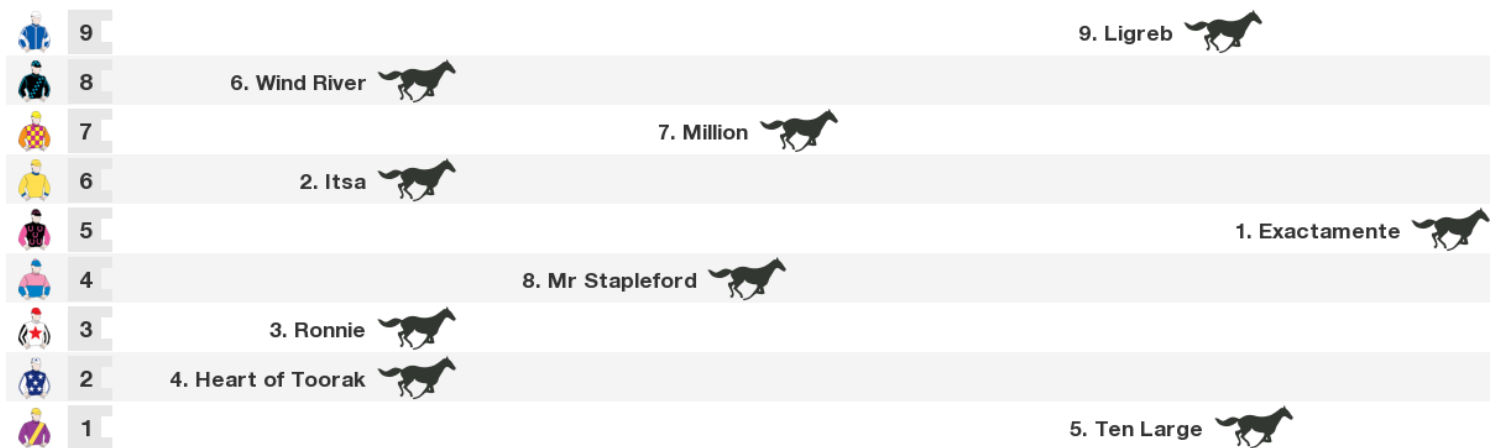 9 9. Ligreb
8 6. Wind River
7 7. Million
6 2. Itsa
5 1. Exactamente
4 8. Mr Stapleford
3 3. Ronnie
2 4. Heart of Toorak
1 5. Ten Large